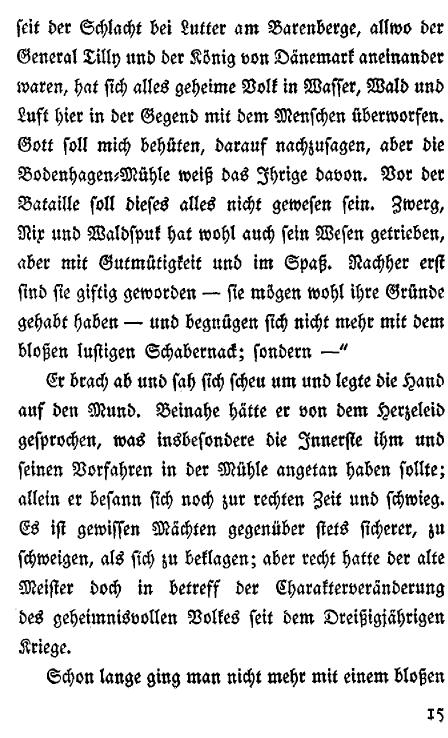 seit der Schlacht bei Lutter am Barenberge, allwo der
General Tilly und der König von Dänemark aneinander
waren, hat sich alles geheime Volk in Wasser, Wald und
Luft hier in der Gegend mit dem Menschen überworfen.
Gott soll mich behüten, darauf nachzusagen, aber die
Bodenhagen-Mühle weiß das Ihrige davon. Vor der
Bataille soll dieses alles nicht gewesen sein. Zwerg,
Nix und Waldspuk hat wohl auch sein Wesen getrieben,
aber mit Gutmütigkeit und im Spaß. Nachher erst
sind sie giftig geworden — sie mögen wohl ihre Gründe
gehabt haben — und begnügen sich nicht mehr mit dem
bloßen lustigen Schabernack; sondern —“
Er brach ab und sah sich scheu um und legte die Hand
auf den Mund. Beinahe hätte er von dem Herzeleid
gesprochen, was insbesondere die Innerste ihm und
seinen Vorfahren in der Mühle angetan haben sollte;
allein er besann sich noch zur rechten Zeit und schwieg.
Es ist gewissen Mächten gegenüber stets sicherer, zu
schweigen, als sich zu beklagen; aber recht hatte der alte
Meister doch in betreff der Charakterveränderung
des geheimnisvollen Volkes seit dem Dreißigjährigen
Kriege.
Schon lange ging man nicht mehr mit einem bloßen
15